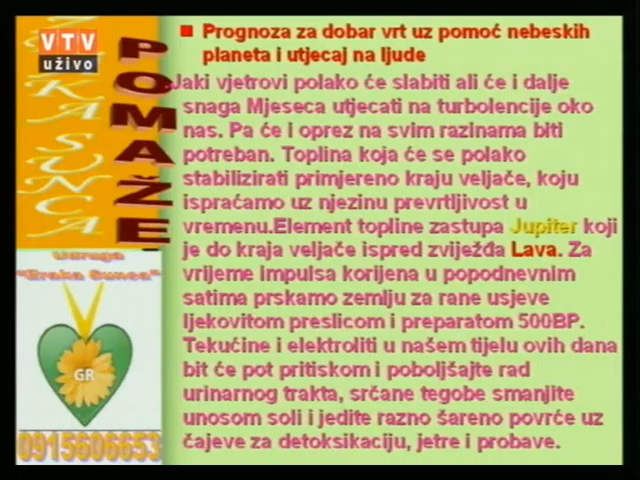 VTV
uživo
ZRAKA SUNCA
POMAŽE
Udruga
"Zraka Sunca"
GR
0915606653
Prognoza za dobar vrt uz pomoć nebeskih
planeta i utjecaj na ljude
Jaki vjetrovi polako će slabiti ali će i dalje
snaga Mjeseca utjecati na turbolencije oko
nas. Pa će i oprez na svim razinama biti
potreban. Toplina koja će se polako
stabilizirati primjereno kraju veljače, koju
ispraćamo uz njezinu prevrtljivost u
vremenu.Element topline zastupa Jupiter koji
je do kraja veljače ispred zviježđa Lava. Za
vrijeme impulsa korijena u popodnevnim
satima prskamo zemlju za rane usjeve
ljekovitom preslicom i preparatom 500BP.
Tekućine i elektroliti u našem tijelu ovih dana
bit će pot pritiskom i poboljšajte rad
urinarnog trakta, srčane tegobe smanjite
unosom soli i jedite razno šareno povrće uz
čajeve za detoksikaciju, jetre i probave.